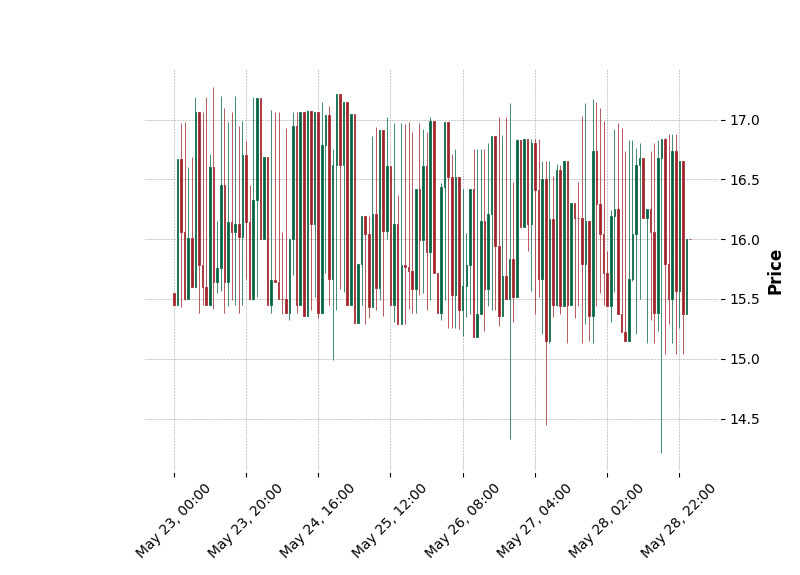 17.0
16.5
16.0
15.5
15.0
14.5
Price
May 23, 00:00
May 23, 20:00
May 24, 16:00
May 25, 12:00
May 26, 08:00
May 27, 04:00
May 28, 02:00
May 28, 22:00